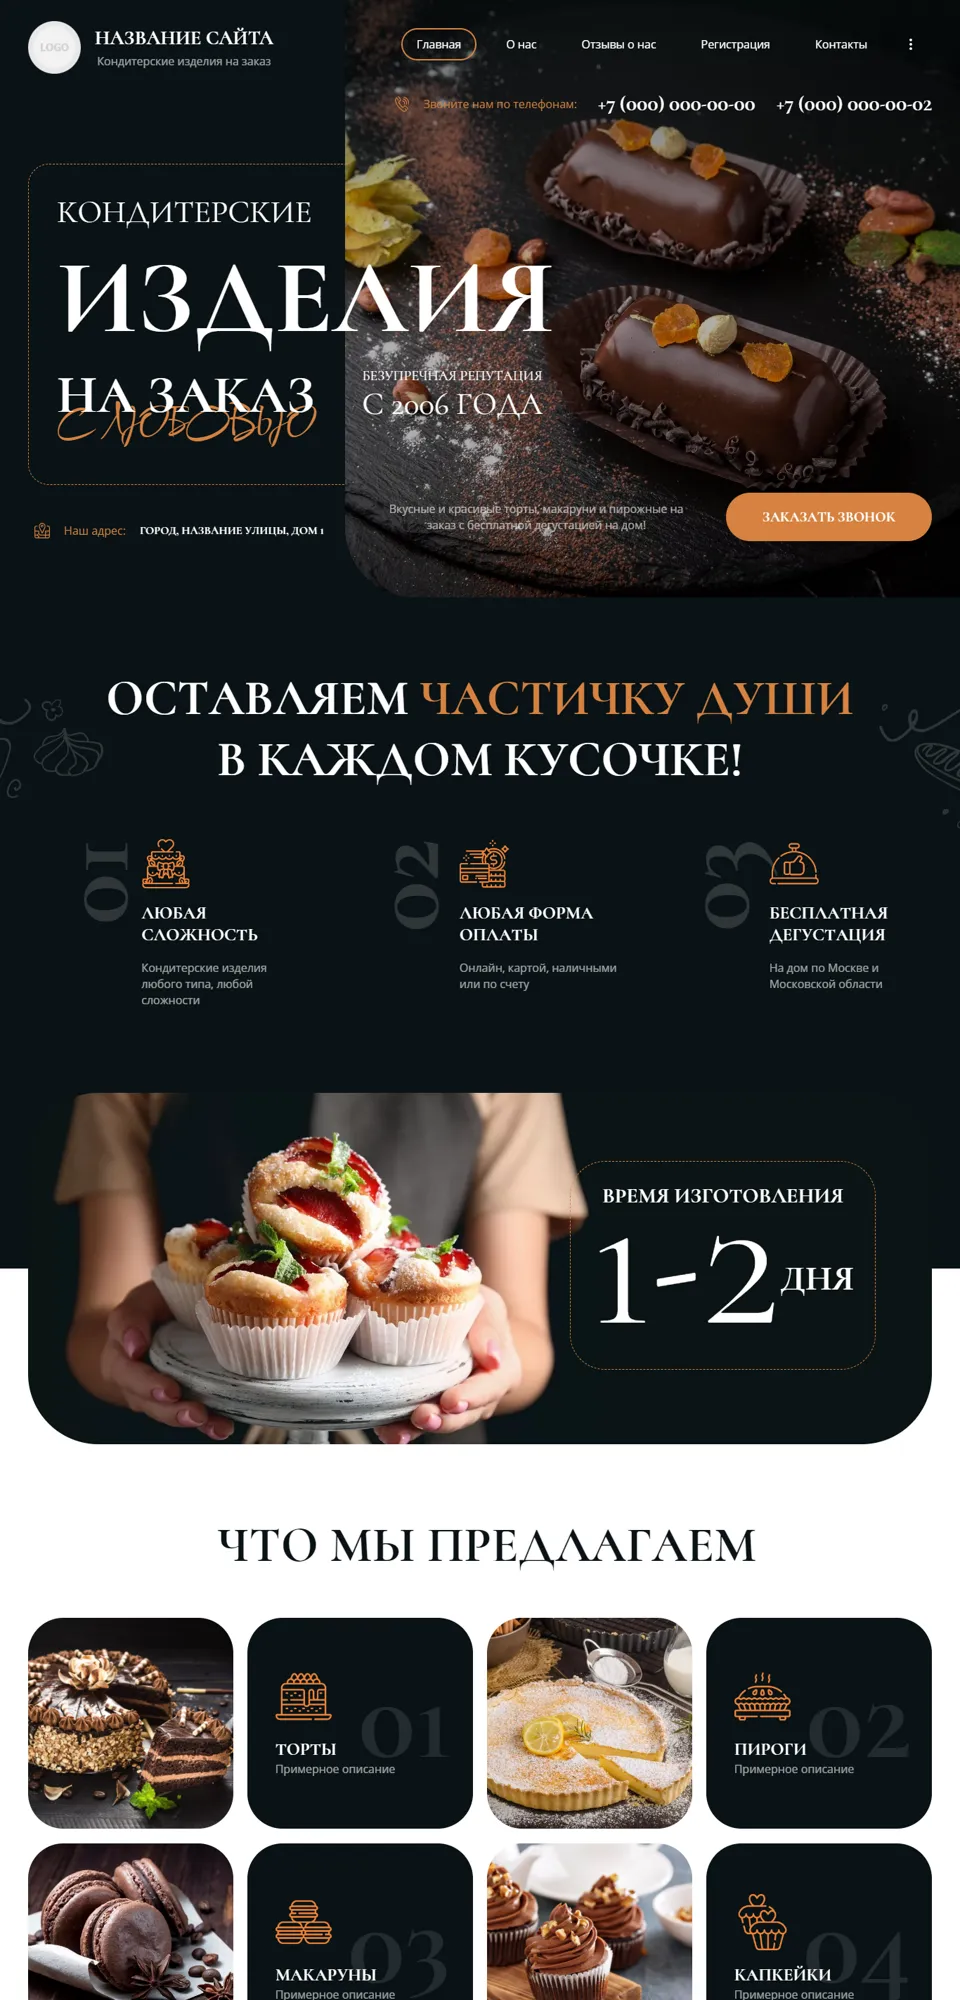 LOGO
НАЗВАНИЕ САЙТА
Кондитерские изделия на заказ
Главная
О нас
Отзывы о нас
Регистрация
Контакты
Звоните нам по телефонам:
+7 (000) 000-00-00
+7 (000) 000-00-02
КОНДИТЕРСКИЕ
ИЗДЕЛИЯ
НА ЗАКАЗ
С ЛЮБОВЬЮ
БЕЗУПРЕЧНАЯ РЕПУТАЦИЯ
С 2006 ГОДА
Вкусные и красивые торты, макаруни и пирожные на
заказ с бесплатной дегустацией на дом!
ЗАКАЗАТЬ ЗВОНОК
Наш адрес:
ГОРОД, НАЗВАНИЕ УЛИЦЫ, ДОМ 1
ОСТАВЛЯЕМ ЧАСТИЧКУ ДУШИ
В КАЖДОМ КУСОЧКЕ!
01
ЛЮБАЯ
СЛОЖНОСТЬ
Кондитерские изделия
любого типа, любой
сложности
02
ЛЮБАЯ ФОРМА
ОПЛАТЫ
Онлайн, картой, наличными
или по счету
03
БЕСПЛАТНАЯ
ДЕГУСТАЦИЯ
На дом по Москве и
Московской области
ВРЕМЯ ИЗГОТОВЛЕНИЯ
1-2 ДНЯ
ЧТО МЫ ПРЕДЛАГАЕМ
01
ТОРТЫ
Примерное описание
02
ПИРОГИ
Примерное описание
03
МАКАРУНЫ
Примерное описание
04
КАПКЕЙКИ
Примерное описание